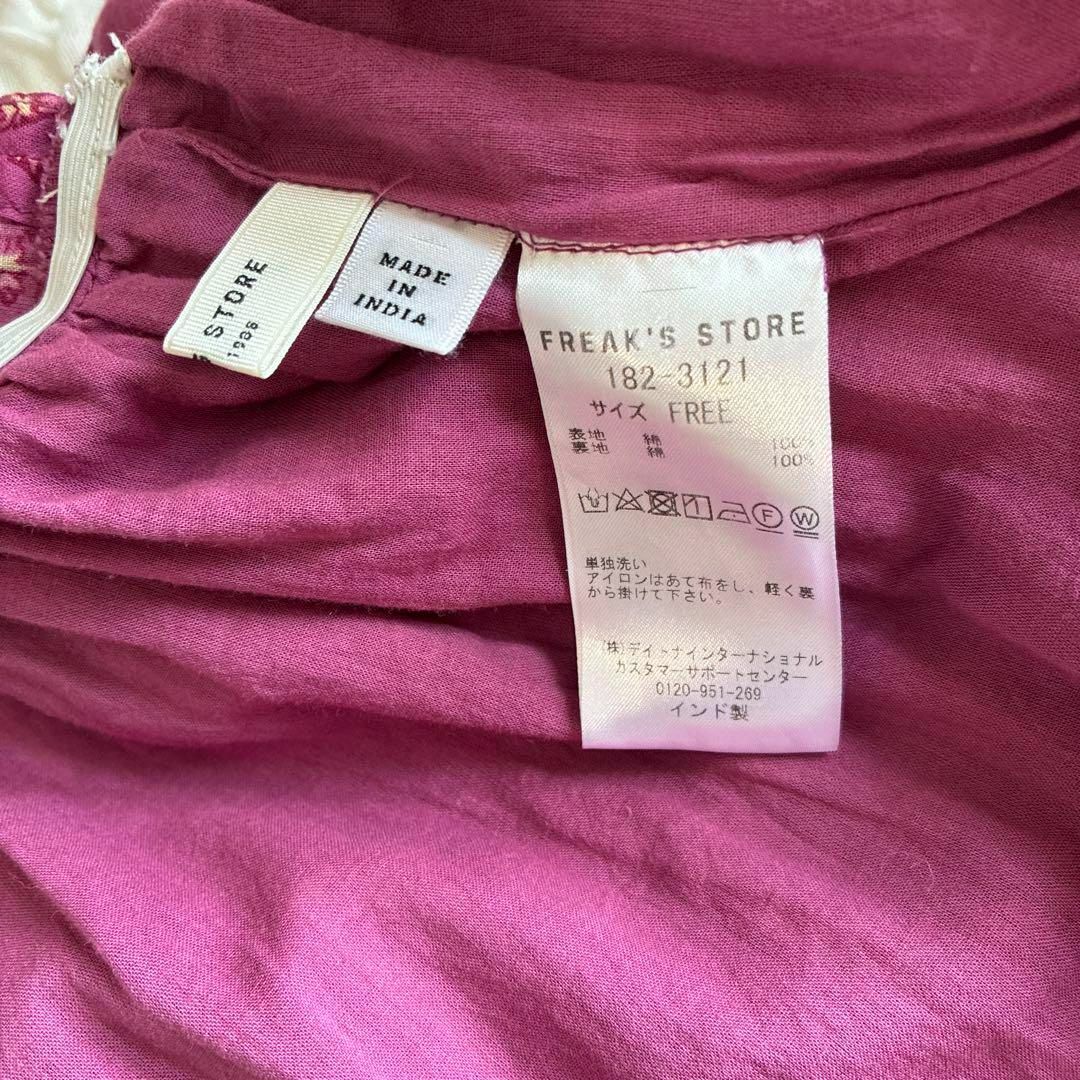 STORE
1986
MADE
IN
INDIA
FREAK'S STORE
182-3121
サイズ FREE
表地 綿 100%
裏地 綿 100%
F W
単独洗い
アイロンはあて布をし、軽く裏
から掛けて下さい。
(株)デイトナインターナショナル
カスタマーサポートセンター
0120-951-269
インド製